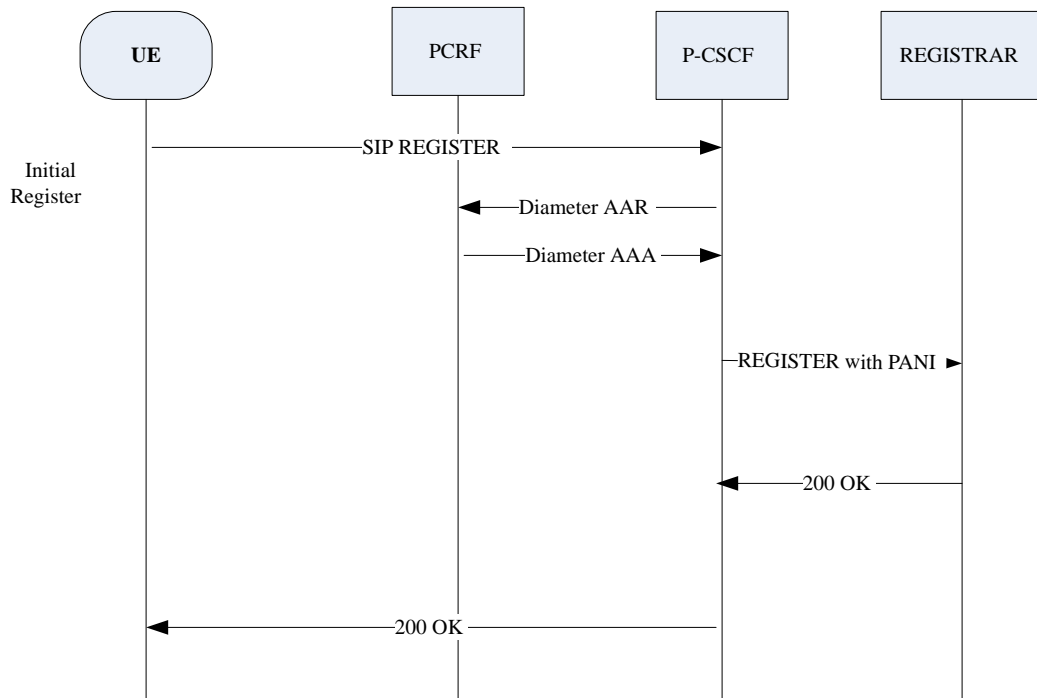 UE
PCRF
P-CSCF
REGISTRAR
SIP REGISTER
Initial
Register
Diameter AAR
Diameter AAA
REGISTER with PANI
200 OK
200 OK